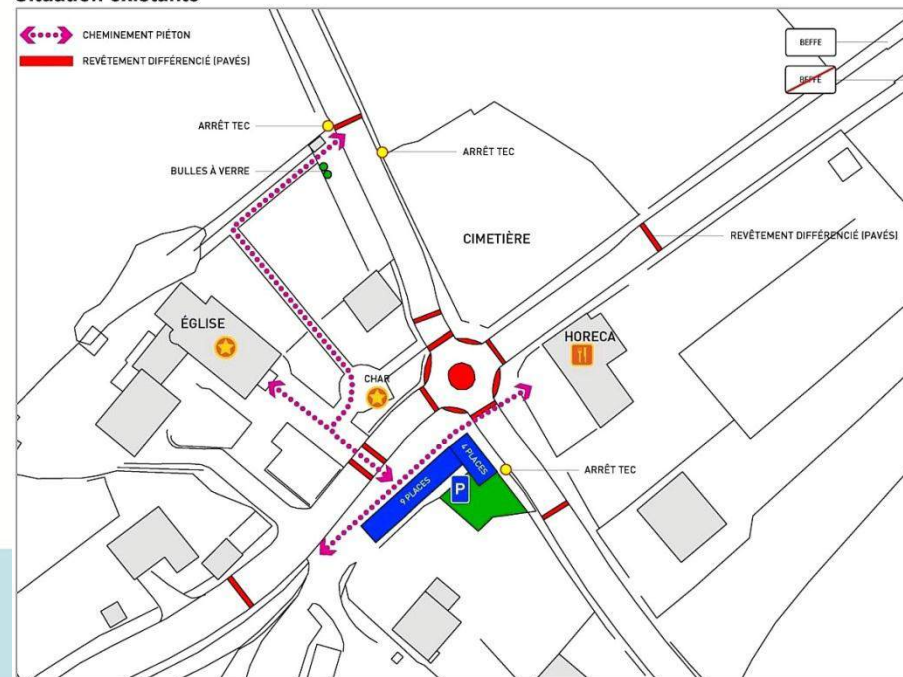 Situation existante
CHEMINEMENT PIÉTON
REVÊTEMENT DIFFÉRENCIÉ (PAVÉS)
BEFFE
BEFFE
ARRÊT TEC
ARRÊT TEC
BULLES À VERRE
CIMETIÈRE
REVÊTEMENT DIFFÉRENCIÉ (PAVÉS)
ÉGLISE
HORECA
CHAR
4 PLACES
ARRÊT TEC
9 PLACES
P